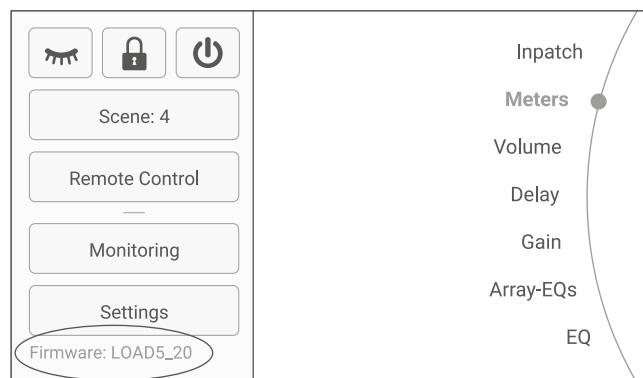 Scene: 4
Remote Control
Monitoring
Settings
Firmware: LOAD5_20
Inpatch
Meters
Volume
Delay
Gain
Array-EQs
EQ